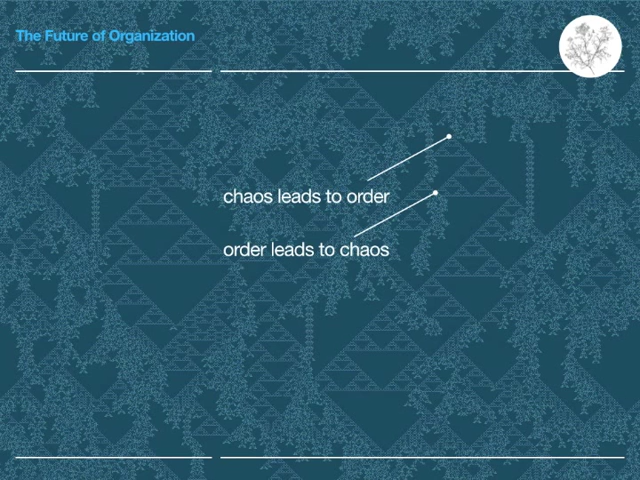 The Future of Organization
chaos leads to order
order leads to chaos